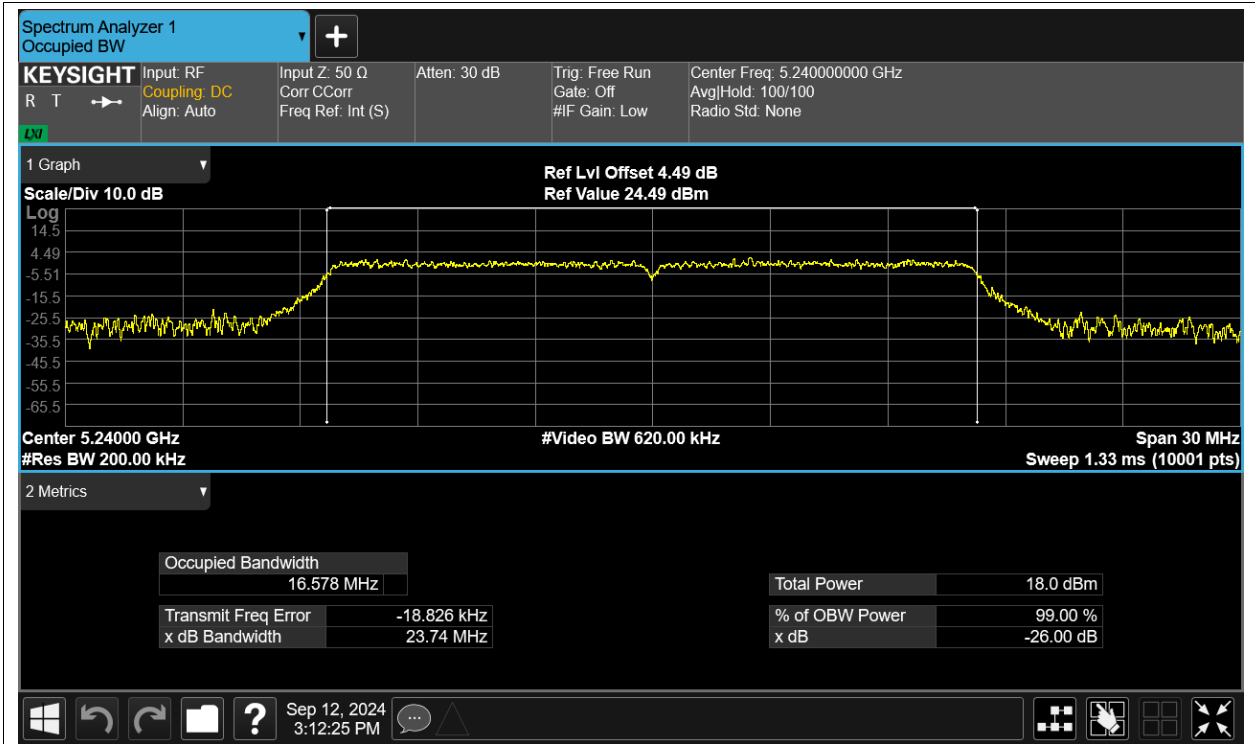 Spectrum Analyzer 1
Occupied BW
▼
+
KEYSIGHT
R T
LXI
Input: RF
Coupling: DC
Align: Auto
Input Z: 50 Ω
Corr CCorr
Freq Ref: Int (S)
Atten: 30 dB
Trig: Free Run
Gate: Off
#IF Gain: Low
Center Freq: 5.240000000 GHz
Avg|Hold: 100/100
Radio Std: None
1 Graph ▼
Scale/Div 10.0 dB
Ref Lvl Offset 4.49 dB
Ref Value 24.49 dBm
Log
14.5
4.49
-5.51
-15.5
-25.5
-35.5
-45.5
-55.5
-65.5
Center 5.24000 GHz
#Res BW 200.00 kHz
#Video BW 620.00 kHz
Span 30 MHz
Sweep 1.33 ms (10001 pts)
2 Metrics ▼
Occupied Bandwidth
16.578 MHz
Transmit Freq Error -18.826 kHz
x dB Bandwidth 23.74 MHz
Total Power 18.0 dBm
% of OBW Power 99.00 %
x dB -26.00 dB
?
Sep 12, 2024
3:12:25 PM